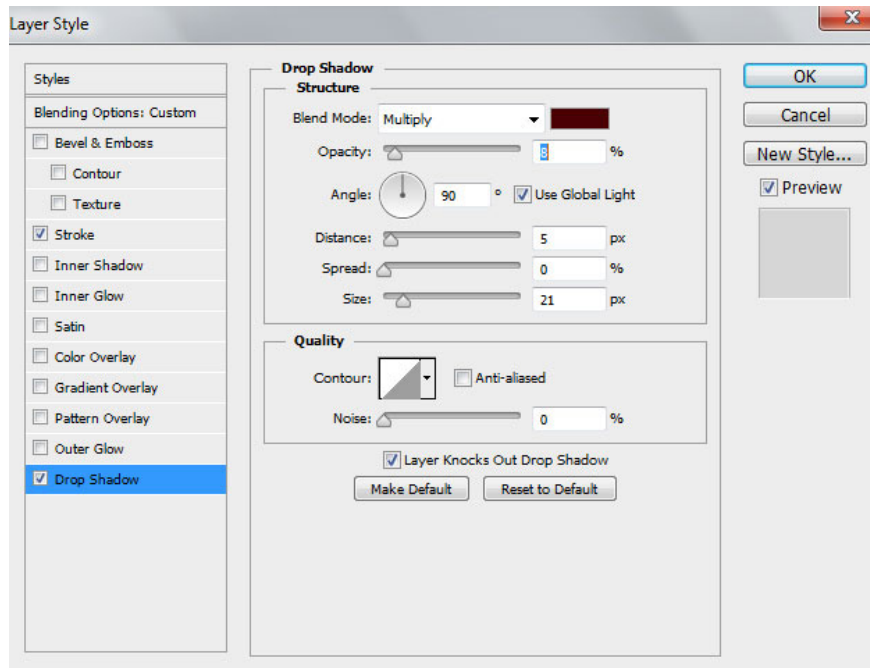 Layer Style
Styles
Blending Options: Custom
Bevel & Emboss
Contour
Texture
Stroke
Inner Shadow
Inner Glow
Satin
Color Overlay
Gradient Overlay
Pattern Overlay
Outer Glow
Drop Shadow
Drop Shadow
Structure
Blend Mode: Multiply
Opacity: 8 %
Angle: 90 ° Use Global Light
Distance: 5 px
Spread: 0 %
Size: 21 px
Quality
Contour: Anti-aliased
Noise: 0 %
Layer Knocks Out Drop Shadow
Make Default Reset to Default
OK
Cancel
New Style...
Preview